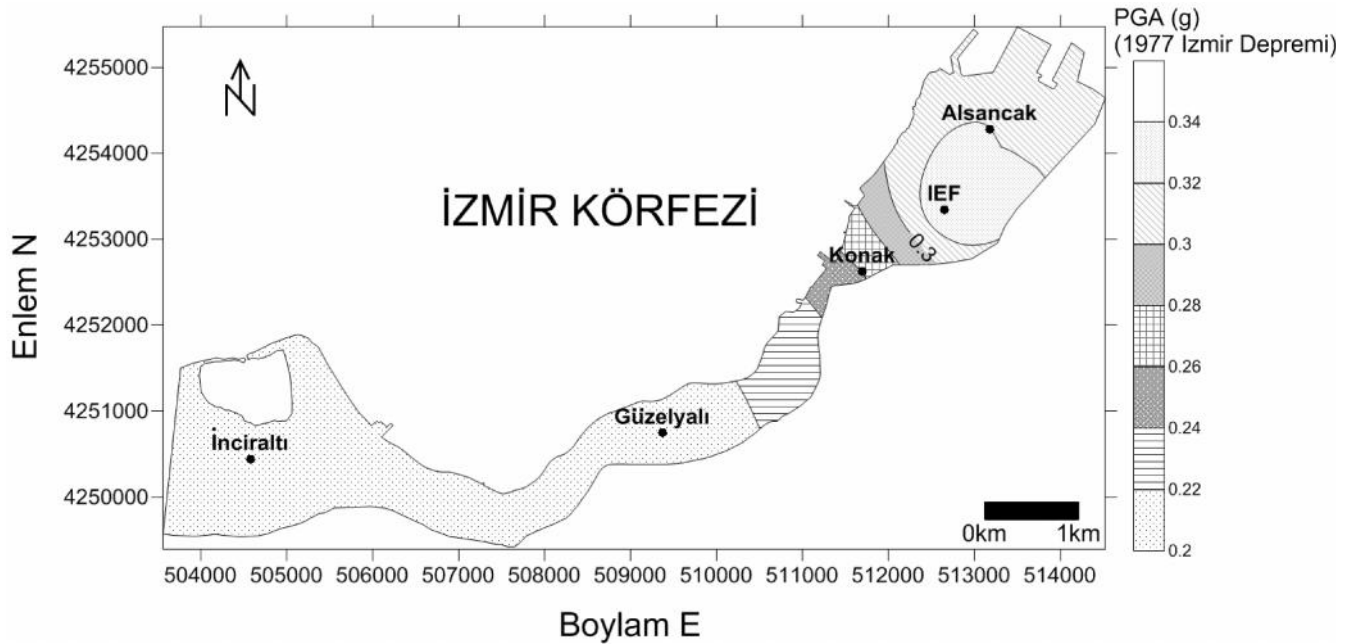 PGA (g)
(1977 Izmir Depremi)
4255000
4254000
4253000
4252000
4251000
4250000
Enlem N
N
İZMİR KÖRFEZİ
Alsancak
IEF
0.3
Konak
Güzelyalı
İnciraltı
0km 1km
0.34
0.32
0.3
0.28
0.26
0.24
0.22
0.2
504000 505000 506000 507000 508000 509000 510000 511000 512000 513000 514000
Boylam E